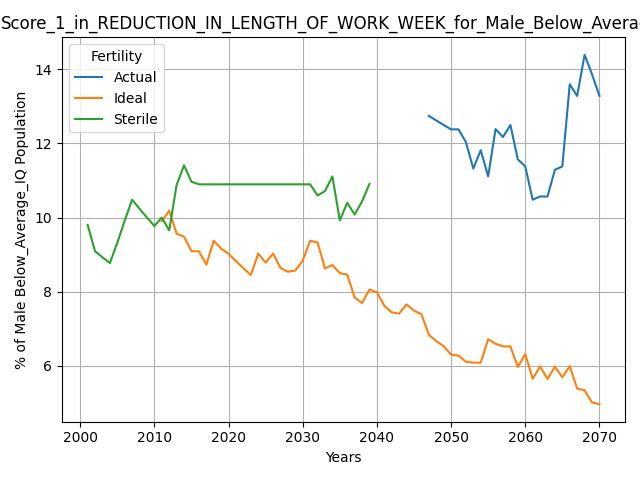 Score_1_in_REDUCTION_IN_LENGTH_OF_WORK_WEEK_for_Male_Below_Avera
Fertility
Actual
Ideal
Sterile
% of Male Below_Average_IQ Population
14
12
10
8
6
2000 2010 2020 2030 2040 2050 2060 2070
Years